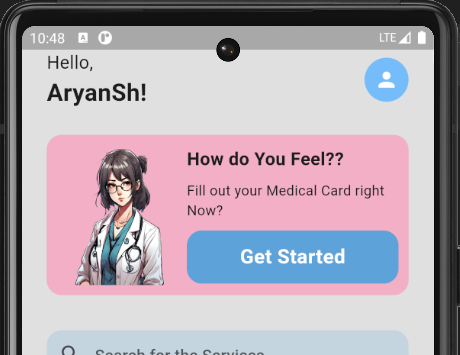 10:48 LTE
Hello,
AryanSh!
How do You Feel??
Fill out your Medical Card right
Now?
Get Started
Search for the Services